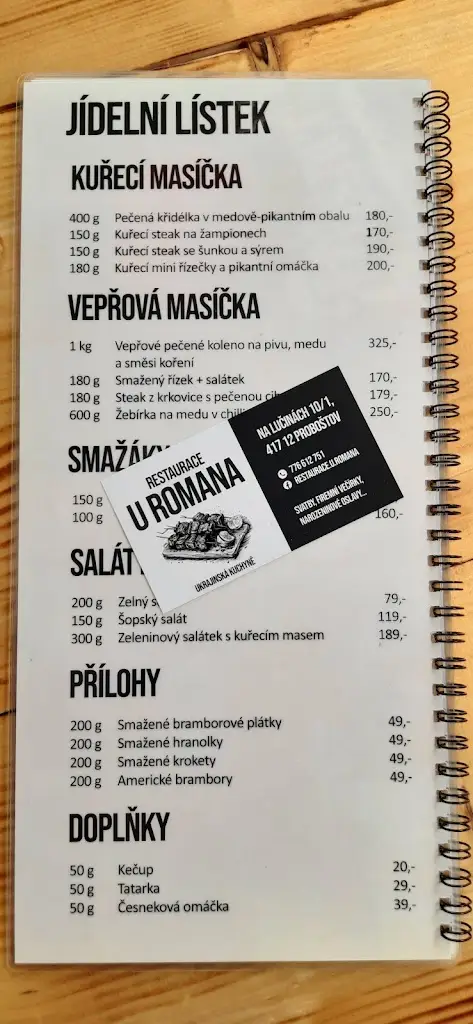 JÍDELNÍ LÍSTEK
KUŘECÍ MASÍČKA
400 g Pečená křidélka v medově-pikantním obalu 180,-
150 g Kuřecí steak na žampionech 170,-
150 g Kuřecí steak se šunkou a sýrem 190,-
180 g Kuřecí mini řízečky a pikantní omáčka 200,-
VEPŘOVÁ MASÍČKA
1 kg Vepřové pečené koleno na pivu, medu 325,-
a směsi koření
180 g Smažený řízek + salátek 170,-
180 g Steak z krkovice s pečenou 179,-
600 g Žebírka na medu v 250,-
SMAŽÁKY
150 g
100 g 160,-
RESTAURACE
U ROMANA
UKRAJINSKÁ KUCHYNĚ
NA LUČINÁCH 10/1,
417 12 PROBOŠTOV
776 612 751
RESTAURACE.U.ROMANA
SVATBY, FIREMNÍ VEČÍRKY,
NAROZENINOVÉ OSLAVY...
SALÁT
200 g Zelný 79,-
150 g Šopský salát 119,-
300 g Zeleninový salátek s kuřecím masem 189,-
PŘÍLOHY
200 g Smažené bramborové plátky 49,-
200 g Smažené hranolky 49,-
200 g Smažené krokety 49,-
200 g Americké brambory 49,-
DOPLŇKY
50 g Kečup 20,-
50 g Tatarka 29,-
50 g Česneková omáčka 39,-